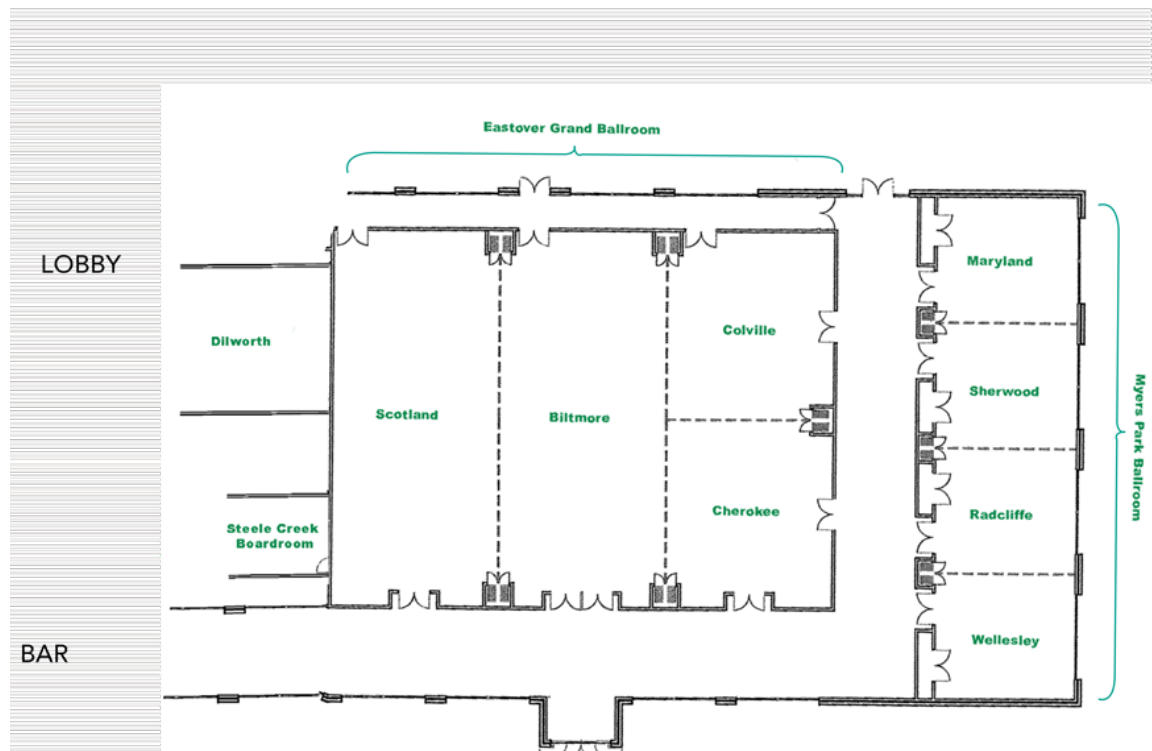 Eastover Grand Ballroom
LOBBY
Maryland
Dilworth
Colville
Scotland
Biltmore
Sherwood
Myers Park Ballroom
Cherokee
Radcliffe
Steele Creek
Boardroom
Wellesley
BAR